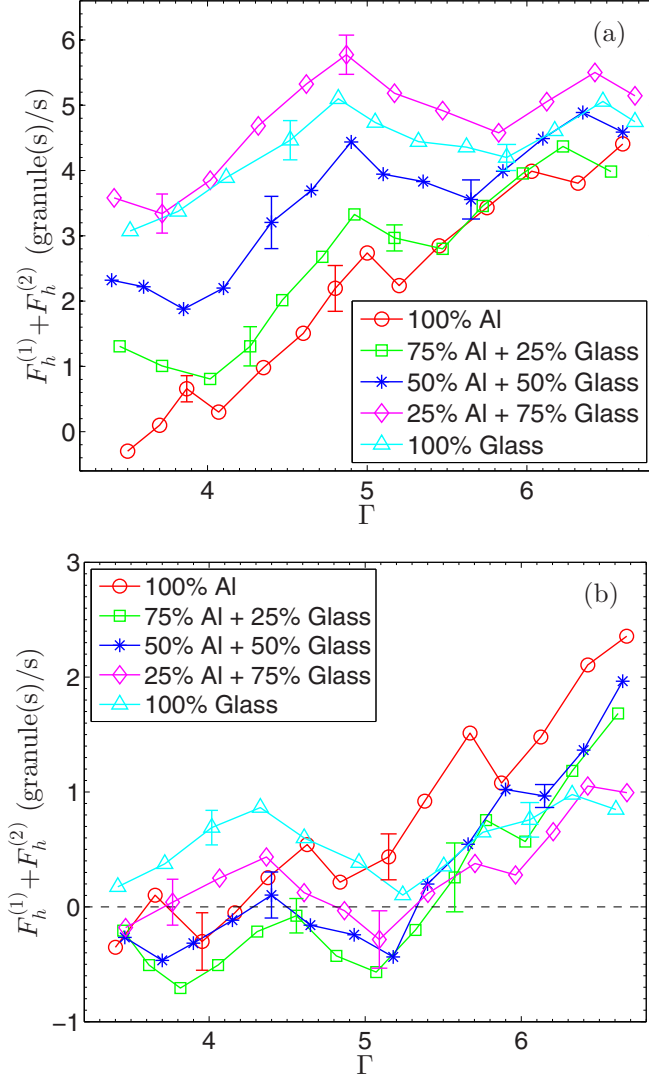 (a)
6
5
4
3
2
1
0
F_h^(1)+F_h^(2) (granule(s)/s)
100% Al
75% Al + 25% Glass
50% Al + 50% Glass
25% Al + 75% Glass
100% Glass
4 5 6
Γ
(b)
3
2
1
0
−1
F_h^(1)+F_h^(2) (granule(s)/s)
100% Al
75% Al + 25% Glass
50% Al + 50% Glass
25% Al + 75% Glass
100% Glass
4 5 6
Γ